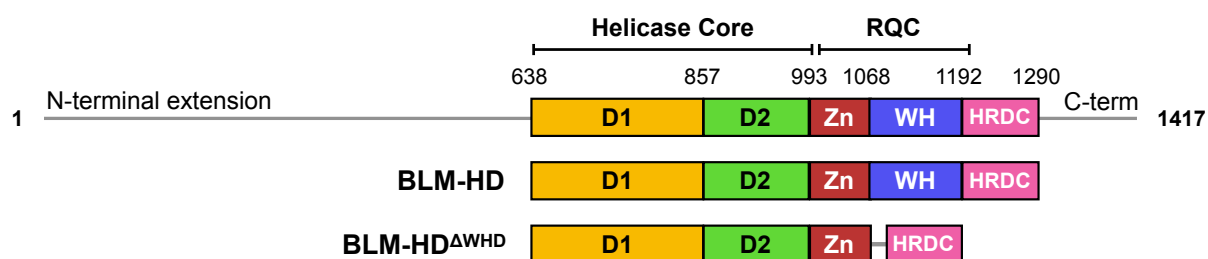 Helicase Core RQC
638 857 993 1068 1192 1290
N-terminal extension C-term
1 D1 D2 Zn WH HRDC 1417
BLM-HD D1 D2 Zn WH HRDC
BLM-HDΔWHD D1 D2 Zn HRDC